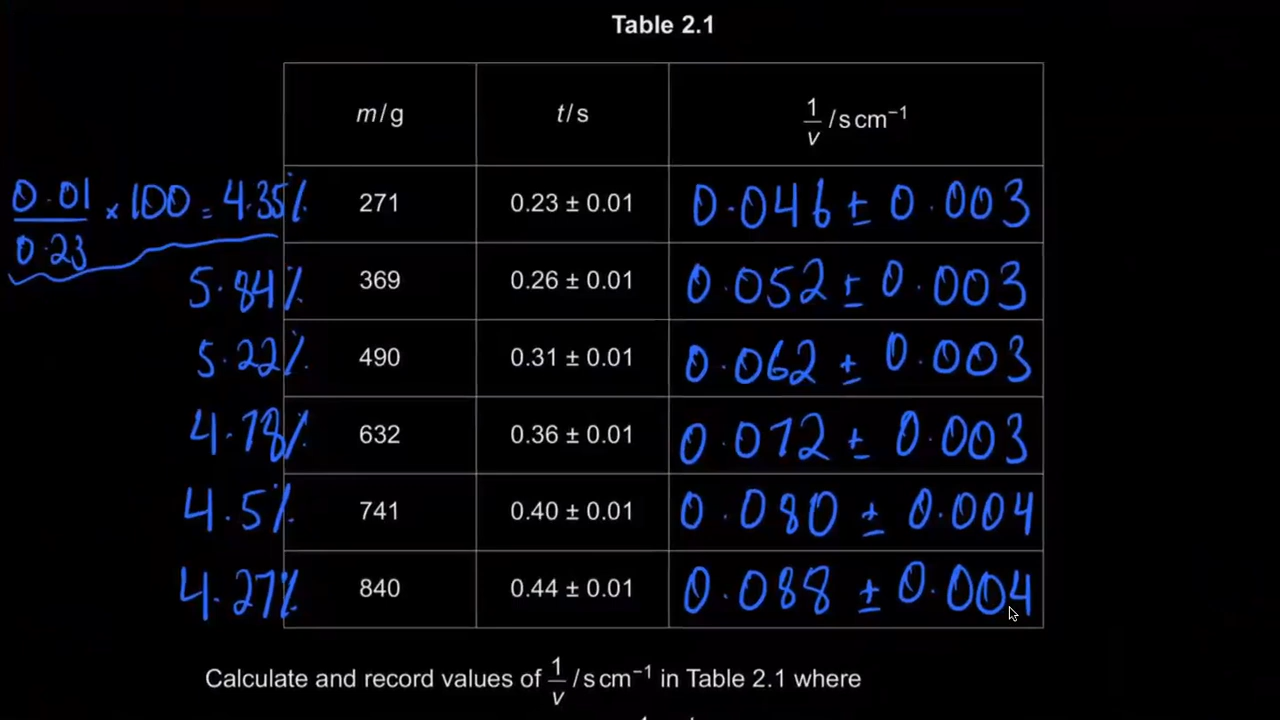 Table 2.1
m/g t/s 1/v /s cm⁻¹
0.01/0.23 × 100 = 4.35% 271 0.23 ± 0.01 0.046 ± 0.003
5.84% 369 0.26 ± 0.01 0.052 ± 0.003
5.22% 490 0.31 ± 0.01 0.062 ± 0.003
4.78% 632 0.36 ± 0.01 0.072 ± 0.003
4.5% 741 0.40 ± 0.01 0.080 ± 0.004
4.27% 840 0.44 ± 0.01 0.088 ± 0.004
Calculate and record values of 1/v /s cm⁻¹ in Table 2.1 where